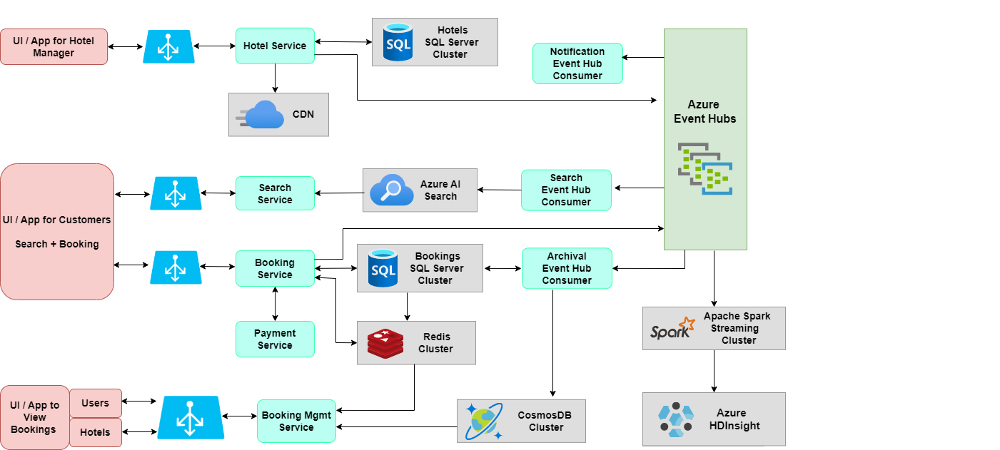 UI / App for Hotel
Manager
Hotel Service
SQL
Hotels
SQL Server
Cluster
CDN
Notification
Event Hub
Consumer
Azure
Event Hubs
UI / App for Customers
Search + Booking
Search
Service
Azure AI
Search
Search
Event Hub
Consumer
Booking
Service
SQL
Bookings
SQL Server
Cluster
Archival
Event Hub
Consumer
Payment
Service
Redis
Cluster
Spark
Apache Spark
Streaming
Cluster
UI / App to
View
Bookings
Users
Hotels
Booking Mgmt
Service
CosmosDB
Cluster
Azure
HDInsight